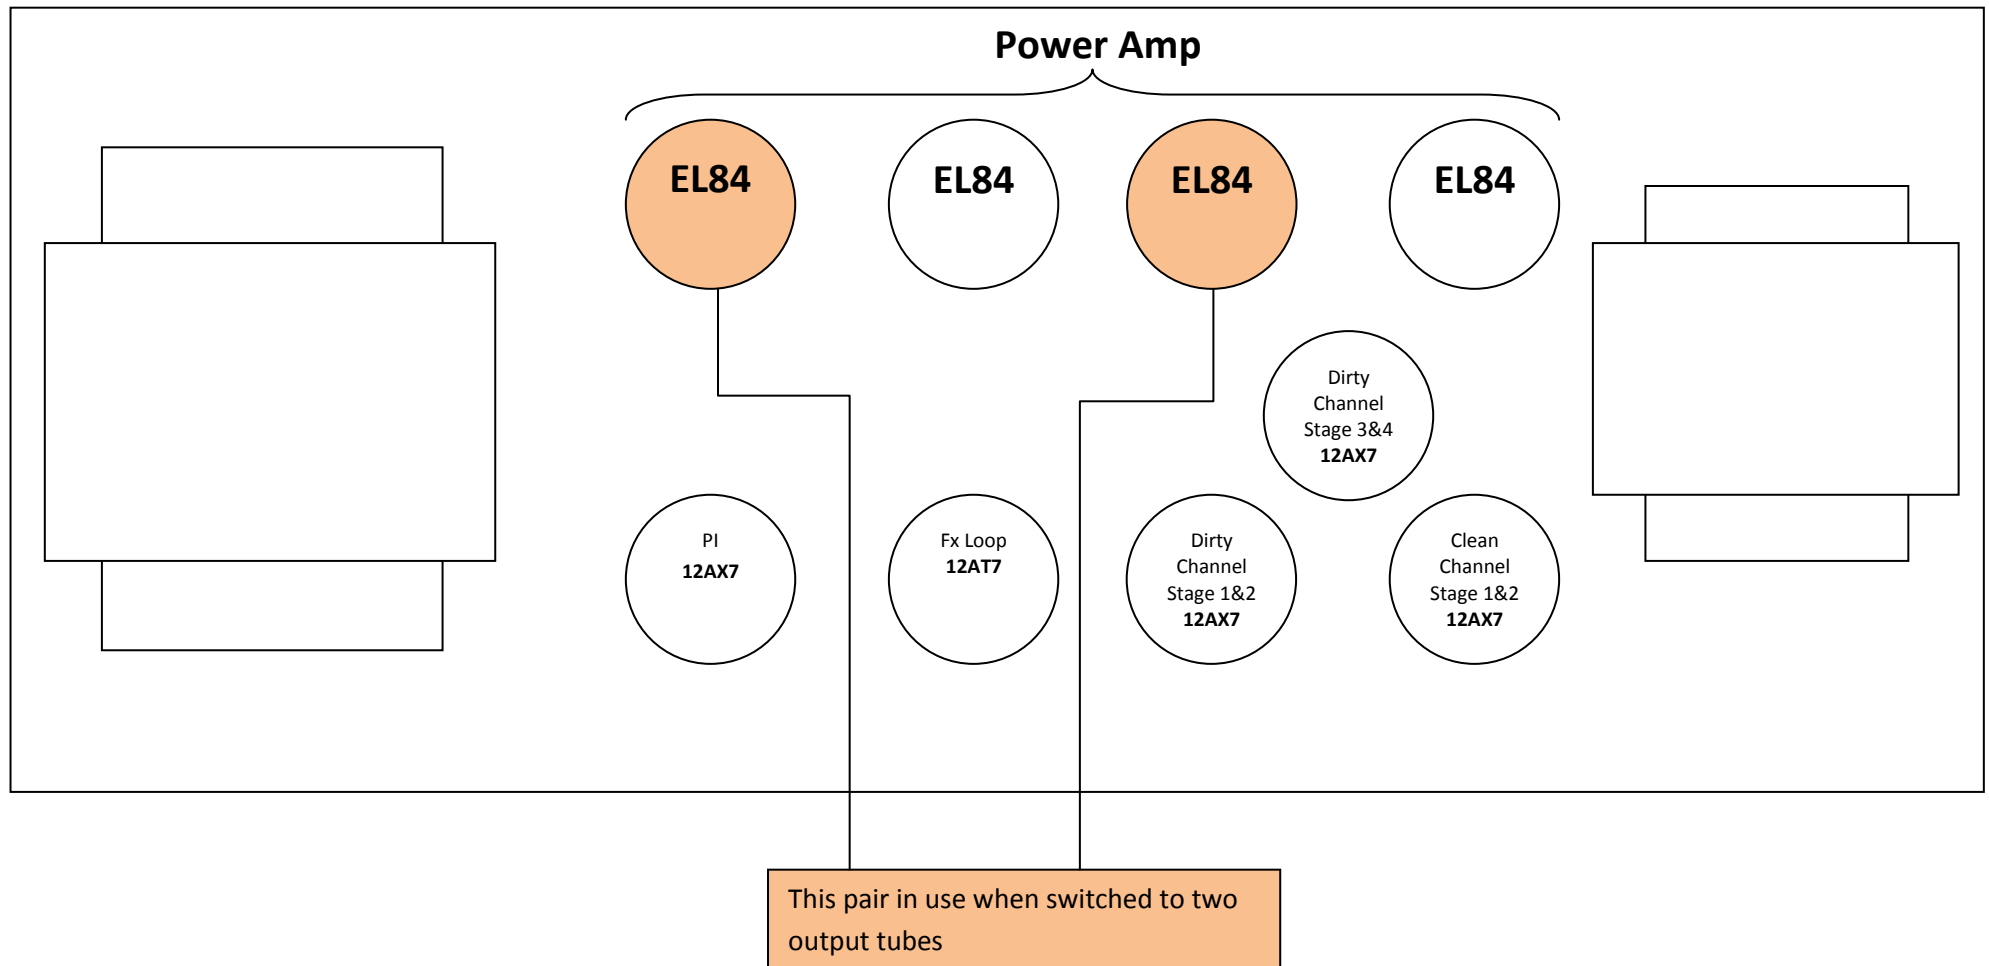 Power Amp
EL84
EL84
EL84
EL84
Dirty
Channel
Stage 3&4
12AX7
PI
12AX7
Fx Loop
12AT7
Dirty
Channel
Stage 1&2
12AX7
Clean
Channel
Stage 1&2
12AX7
This pair in use when switched to two
output tubes